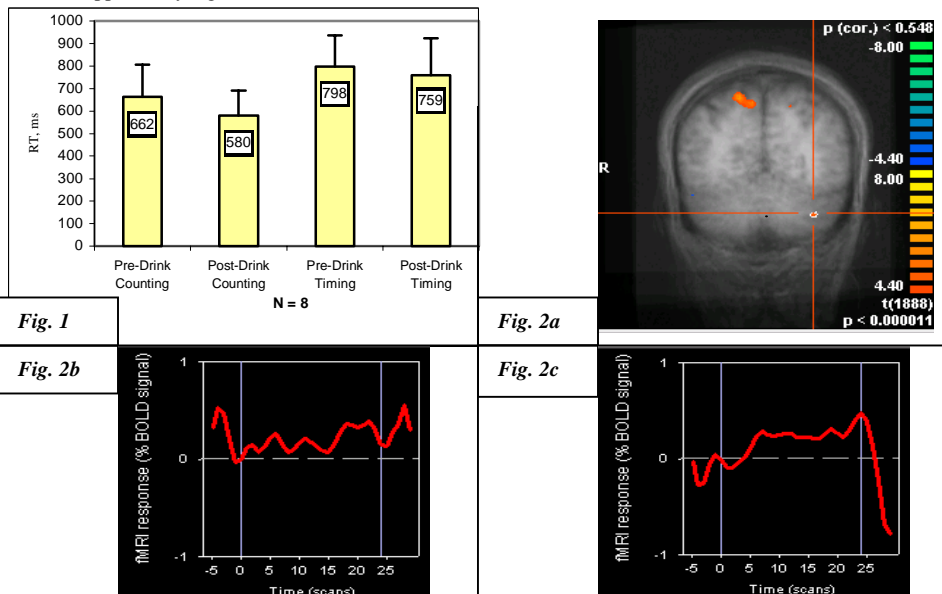 1000
900
800
700
600
500
400
300
200
100
0
RT, ms
662
580
798
759
Pre-Drink Counting
Post-Drink Counting
Pre-Drink Timing
Post-Drink Timing
N = 8
Fig. 1
p (cor.) < 0.548
-8.00
-4.40
8.00
4.40
t(1888)
p < 0.000011
R
Fig. 2a
Fig. 2b
fMRI response (% BOLD signal)
1
0
-1
-5 0 5 10 15 20 25
Time (scans)
Fig. 2c
fMRI response (% BOLD signal)
1
0
-1
-5 0 5 10 15 20 25
Time (scans)